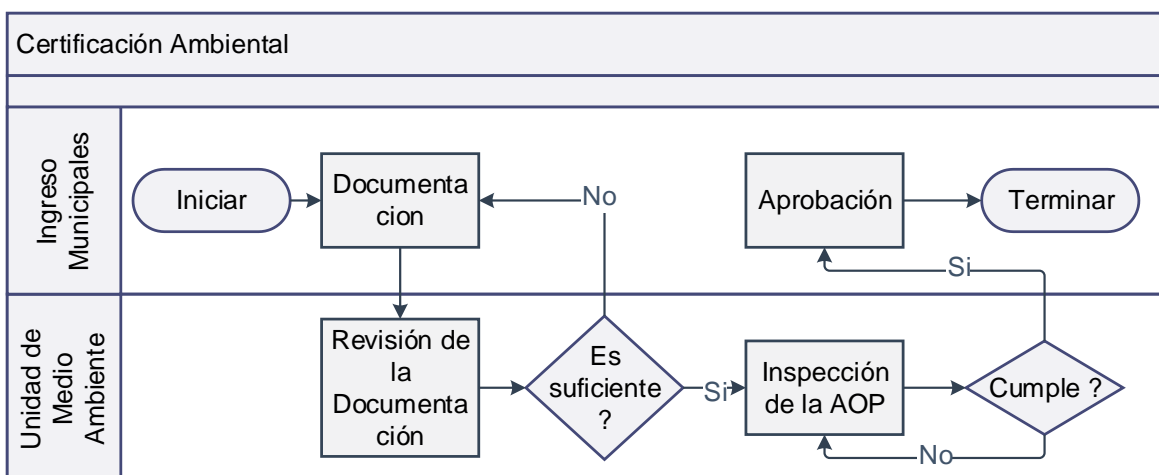 Certificación Ambiental
Ingreso
Municipales
Iniciar
Documenta
cion
No
Aprobación
Terminar
Si
Unidad de
Medio
Ambiente
Revisión de
la
Documenta
ción
Es
suficiente
?
Si
Inspección
de la AOP
Cumple ?
No